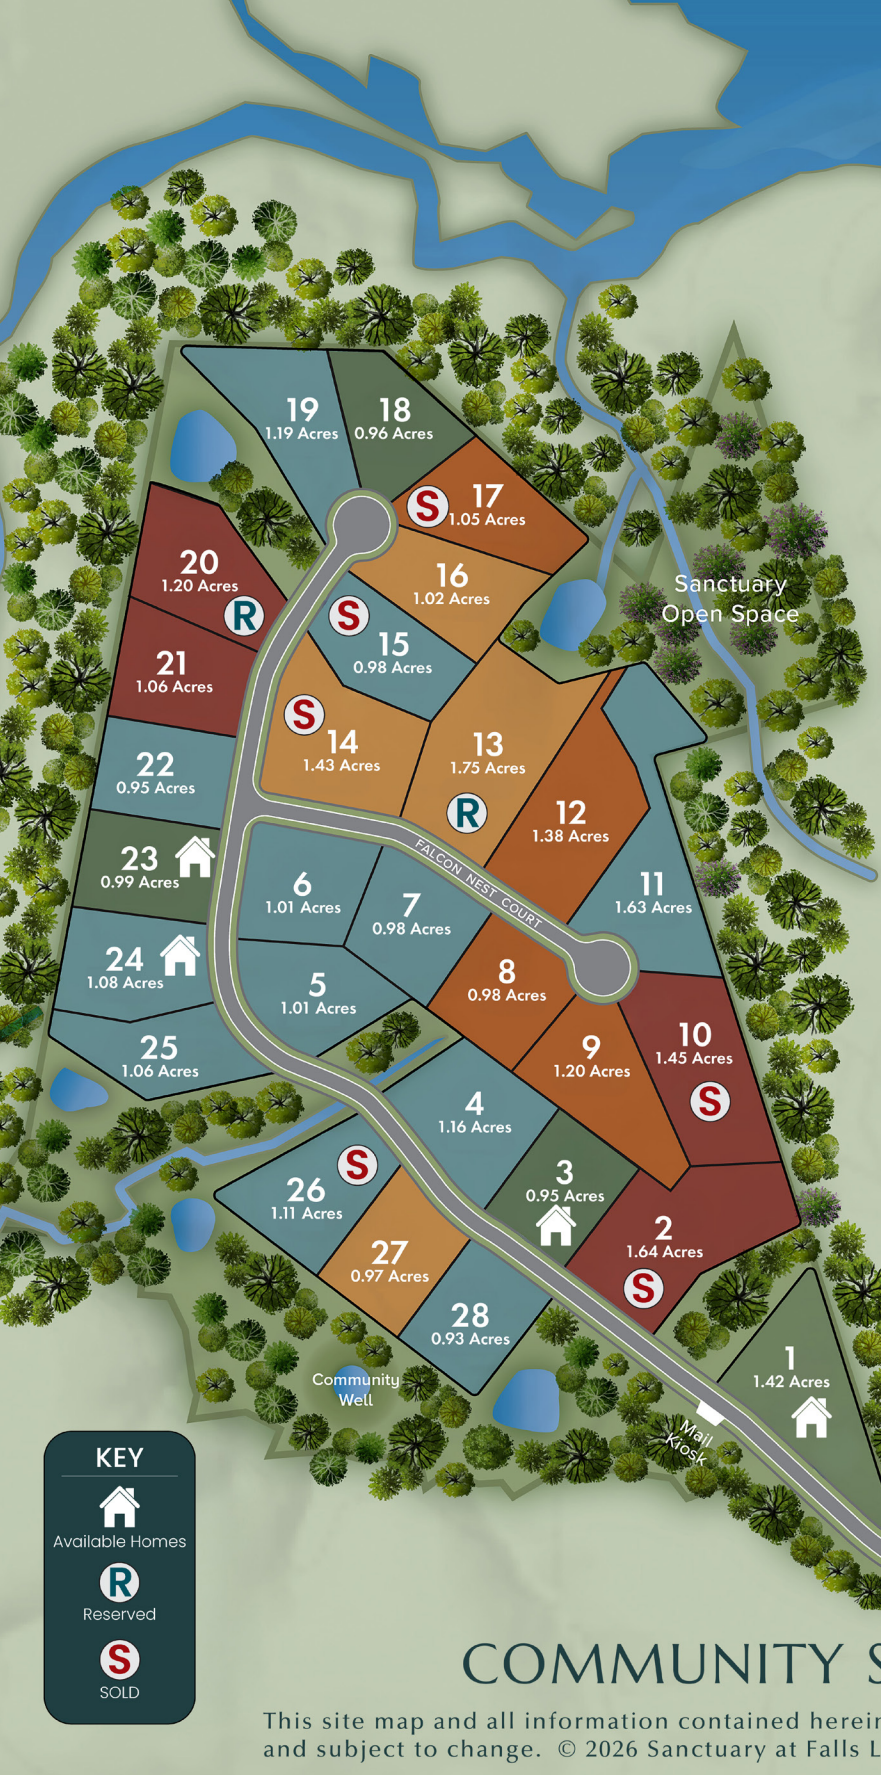 19
1.19 Acres
18
0.96 Acres
S
17
1.05 Acres
20
1.20 Acres
R
16
1.02 Acres
S
15
0.98 Acres
Sanctuary
Open Space
21
1.06 Acres
S
14
1.43 Acres
13
1.75 Acres
R
22
0.95 Acres
12
1.38 Acres
23
0.99 Acres
FALCON NEST COURT
6
1.01 Acres
7
0.98 Acres
11
1.63 Acres
24
1.08 Acres
5
1.01 Acres
8
0.98 Acres
25
1.06 Acres
9
1.20 Acres
10
1.45 Acres
S
4
1.16 Acres
S
26
1.11 Acres
3
0.95 Acres
27
0.97 Acres
2
1.64 Acres
S
28
0.93 Acres
1
1.42 Acres
Community
Well
Mail
Kiosk
KEY
Available Homes
R
Reserved
S
SOLD
COMMUNITY S
This site map and all information contained herein
and subject to change. © 2026 Sanctuary at Falls L